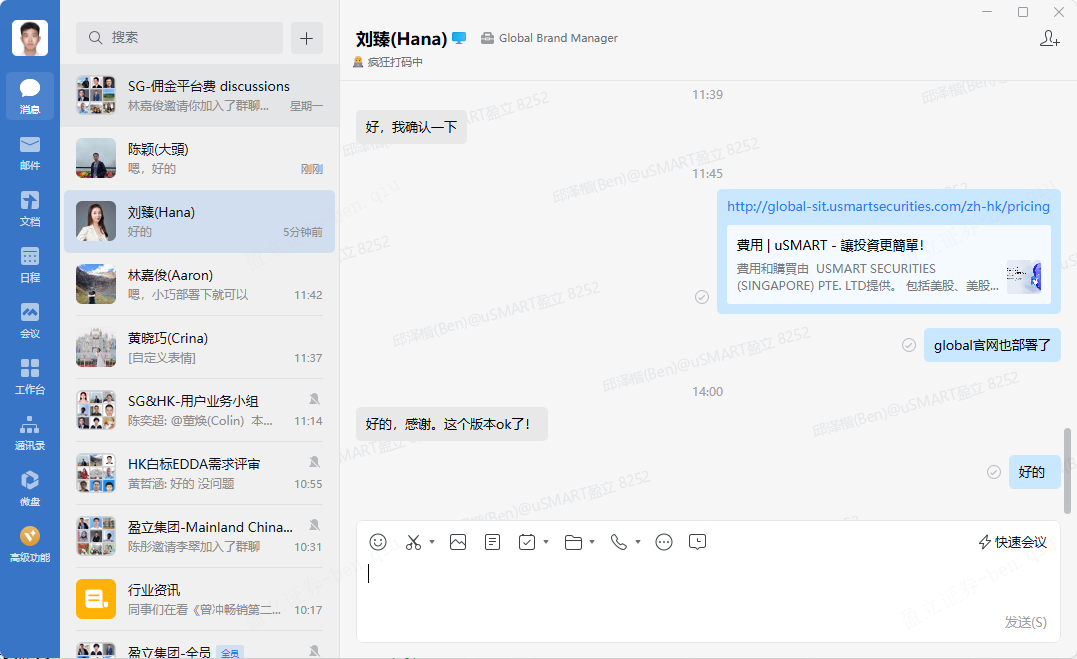 消息
邮件
文档
日程
会议
工作台
通讯录
微盘
高级功能
搜索
SG-佣金平台费 discussions
林嘉俊邀请你加入了群聊...
星期一
陈颖(大頭)
嗯，好的
刚刚
刘臻(Hana)
好的
5分钟前
林嘉俊(Aaron)
嗯，小巧部署下就可以
11:42
黄晓巧(Crina)
[自定义表情]
11:37
SG&HK-用户业务小组
陈奕超: @萤焕(Colin) 本...
11:14
HK白标EDDA需求评审
黄哲涵: 好的 没问题
10:55
盈立集团-Mainland China...
陈彤邀请李翠加入了群聊
10:31
行业资讯
同事们在看《曾冲畅销第二...
10:17
盈立集团-全员 全员
刘臻(Hana)
Global Brand Manager
疯狂打码中
11:39
好，我确认一下
11:45
http://global-sit.usmartsecurities.com/zh-hk/pricing
費用 | uSMART - 讓投資更簡單!
費用和購買由 USMART SECURITIES
(SINGAPORE) PTE. LTD提供。 包括美股、美股...
global官网也部署了
14:00
好的，感谢。这个版本ok了！
好的
快速会议
发送(S)
邱泽楷(Ben)@uSMART盈立 8252